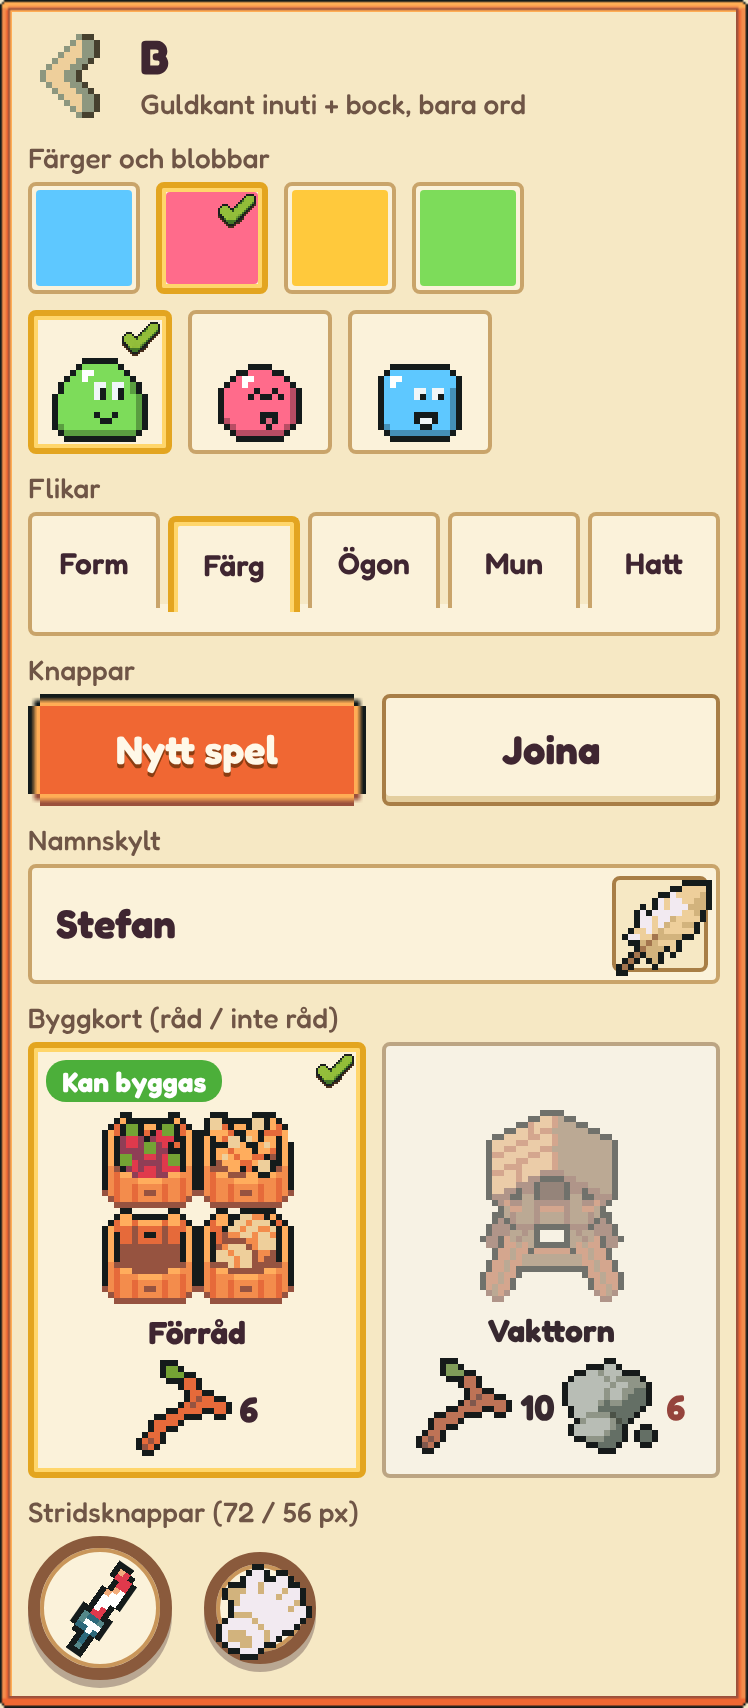 B
Guldkant inuti + bock, bara ord
Färger och blobbar
Flikar
Form Färg Ögon Mun Hatt
Knappar
Nytt spel Joina
Namnskylt
Stefan
Byggkort (råd / inte råd)
Kan byggas
Förråd Vakttorn
6 10 6
Stridsknappar (72 / 56 px)